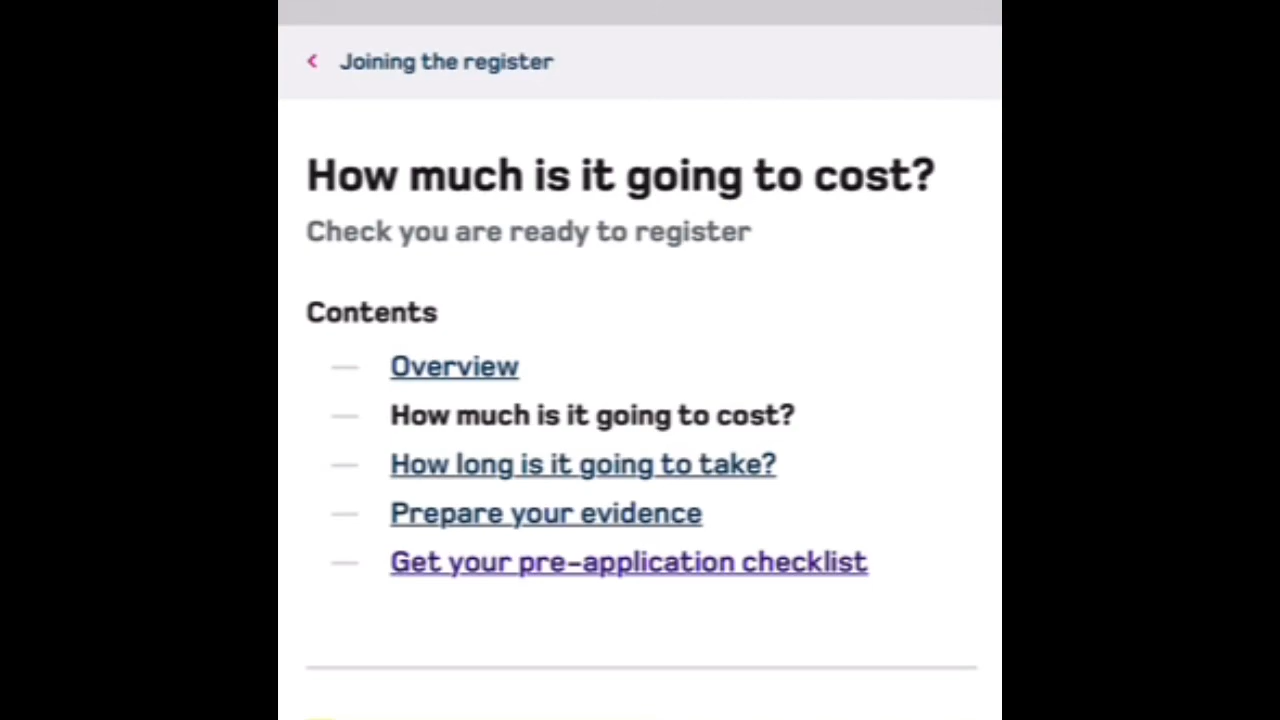 Joining the register
How much is it going to cost?
Check you are ready to register
Contents
Overview
How much is it going to cost?
How long is it going to take?
Prepare your evidence
Get your pre-application checklist